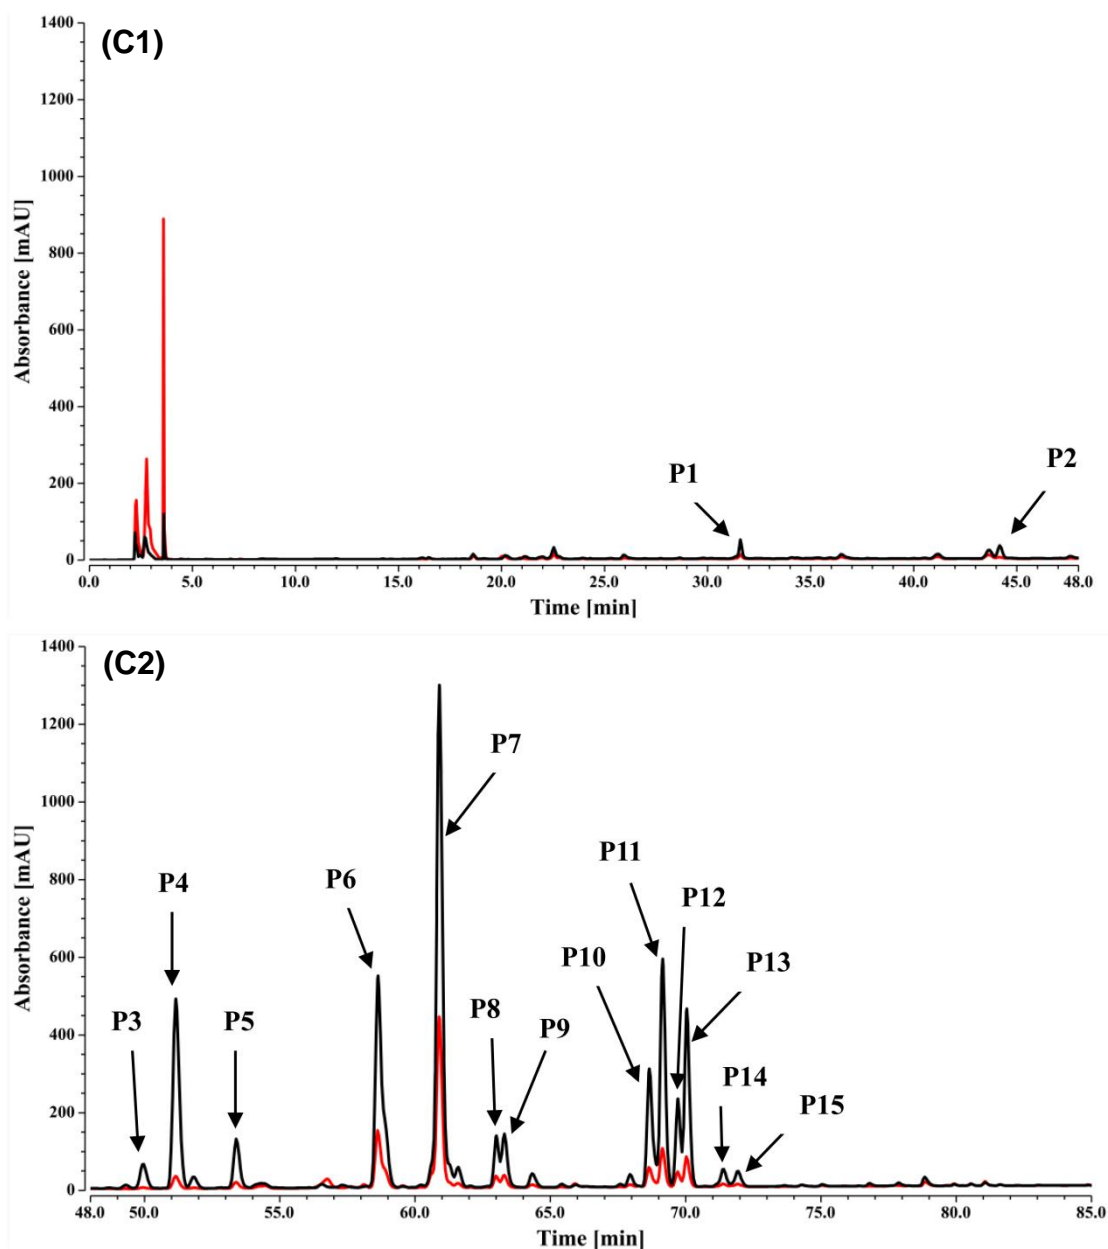 (C1)
Absorbance [mAU]
1400
1200
1000
800
600
400
200
0
P1
P2
0.0 5.0 10.0 15.0 20.0 25.0 30.0 35.0 40.0 45.0 48.0
Time [min]
(C2)
Absorbance [mAU]
1400
1200
1000
800
600
400
200
0
P3
P4
P5
P6
P7
P8
P9
P10
P11
P12
P13
P14
P15
48.0 50.0 55.0 60.0 65.0 70.0 75.0 80.0 85.0
Time [min]